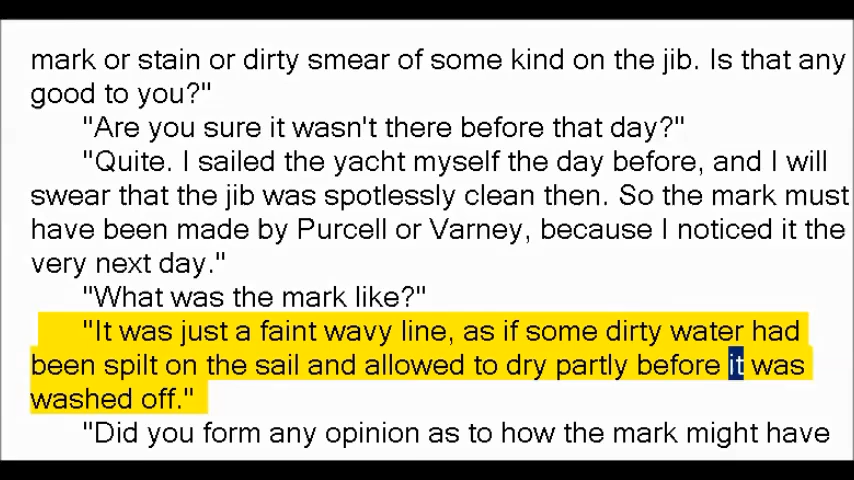 mark or stain or dirty smear of some kind on the jib. Is that any
good to you?"
"Are you sure it wasn't there before that day?"
"Quite. I sailed the yacht myself the day before, and I will
swear that the jib was spotlessly clean then. So the mark must
have been made by Purcell or Varney, because I noticed it the
very next day."
"What was the mark like?"
"It was just a faint wavy line, as if some dirty water had
been spilt on the sail and allowed to dry partly before it was
washed off."
"Did you form any opinion as to how the mark might have